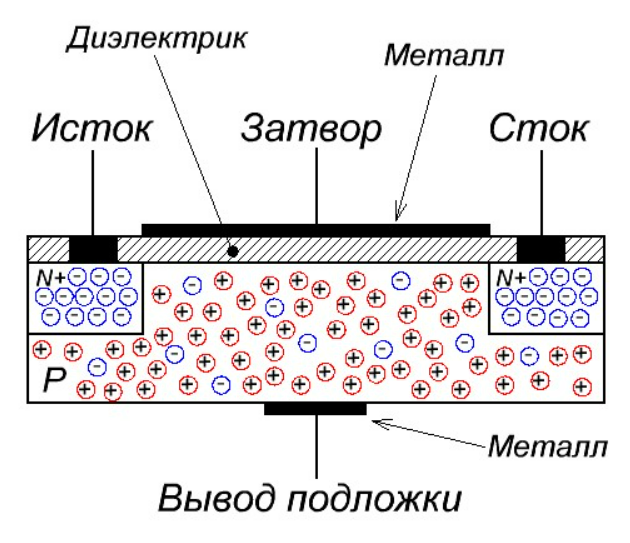 Диэлектрик
Металл
Исток
Затвор
Сток
N+
N+
P
Металл
Вывод подложки